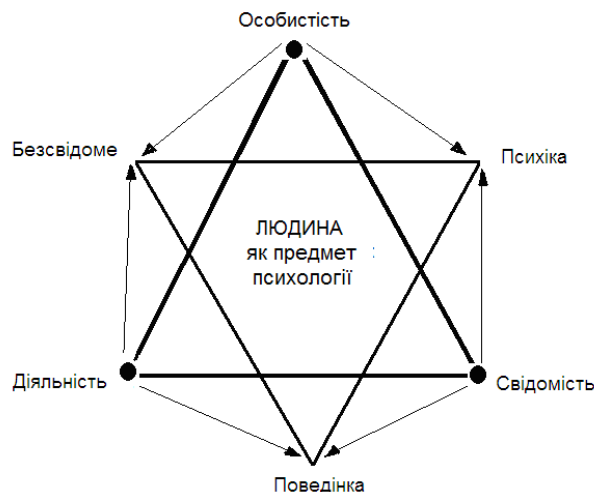 Особистість
Безсвідоме
Психіка
ЛЮДИНА
як предмет
психології
Діяльність
Свідомість
Поведінка